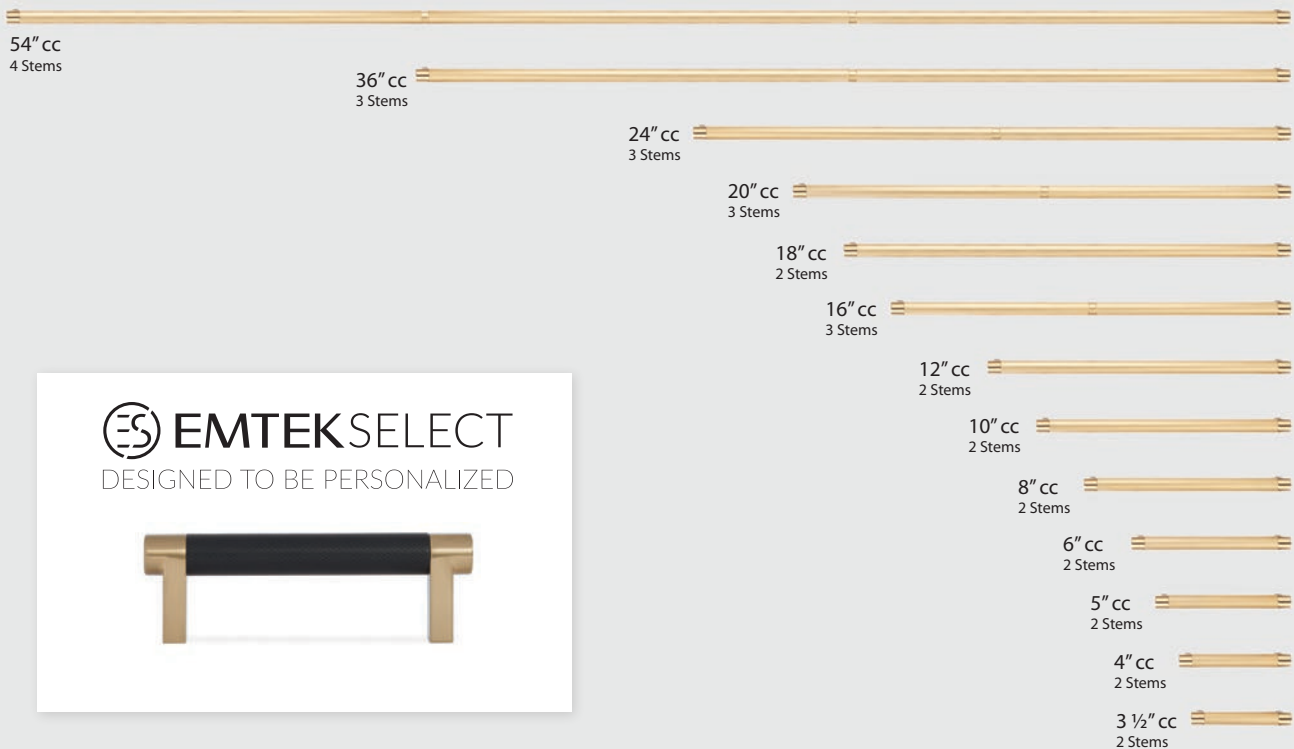 54″ cc
4 Stems
36″ cc
3 Stems
24″ cc
3 Stems
20″ cc
3 Stems
18″ cc
2 Stems
16″ cc
3 Stems
12″ cc
2 Stems
10″ cc
2 Stems
8″ cc
2 Stems
6″ cc
2 Stems
5″ cc
2 Stems
4″ cc
2 Stems
3 ½″ cc
2 Stems
ES EMTEK SELECT
DESIGNED TO BE PERSONALIZED